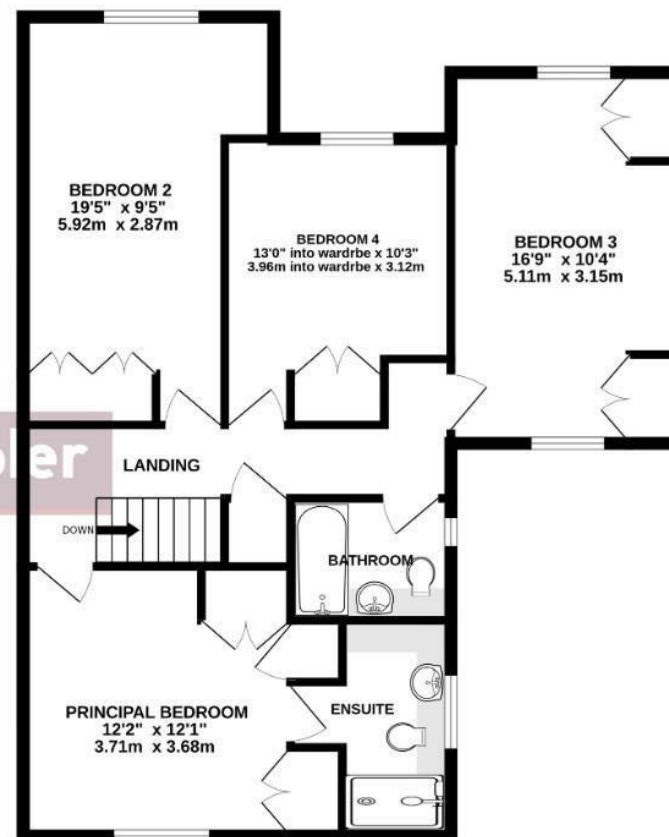 BEDROOM 2
19'5" x 9'5"
5.92m x 2.87m
BEDROOM 4
13'0" into wardrbe x 10'3"
3.96m into wardrbe x 3.12m
BEDROOM 3
16'9" x 10'4"
5.11m x 3.15m
LANDING
DOWN
BATHROOM
PRINCIPAL BEDROOM
12'2" x 12'1"
3.71m x 3.68m
ENSUITE